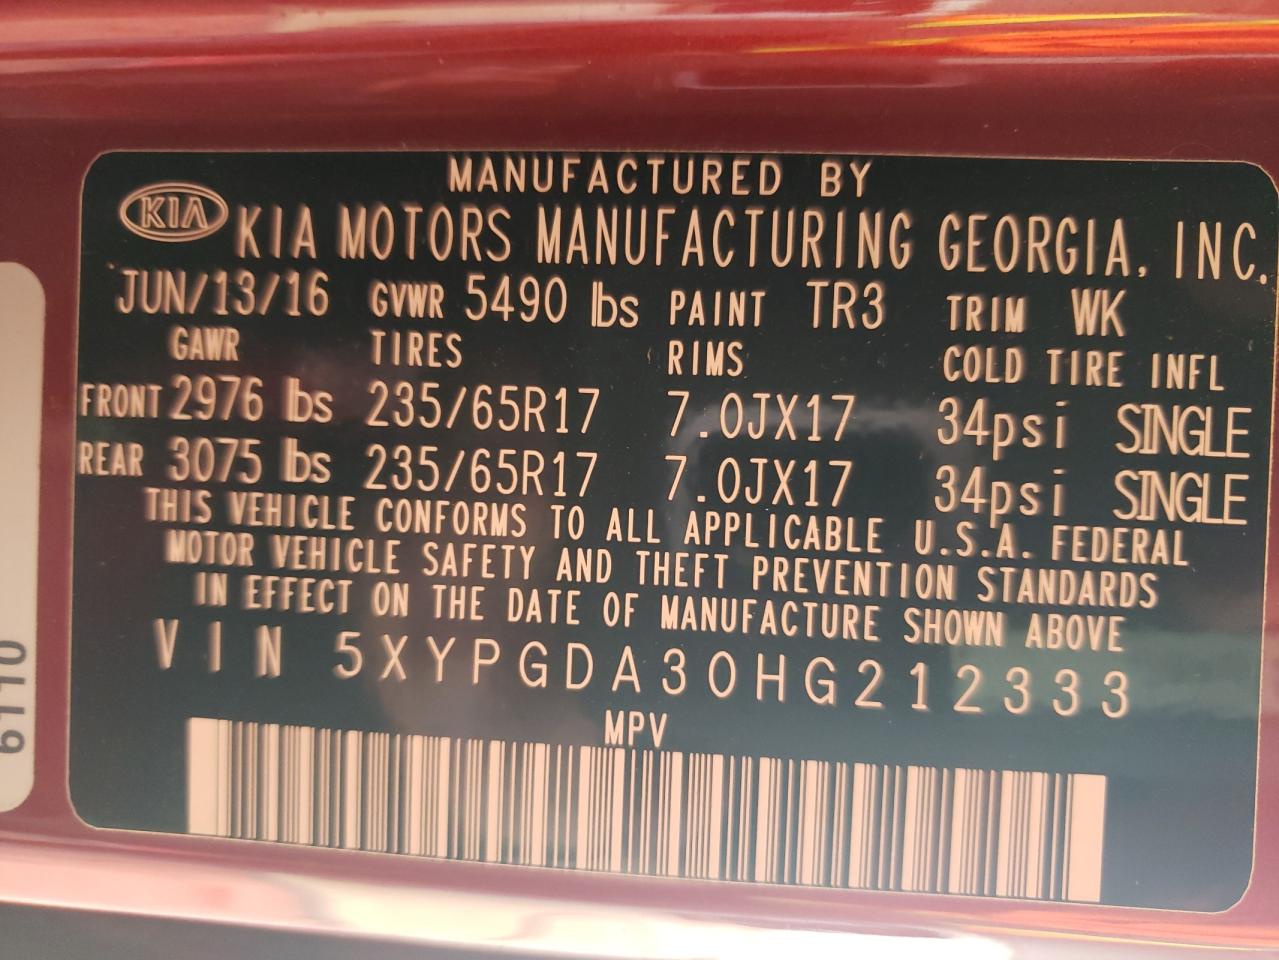 MANUFACTURED BY
KIA KIA MOTORS MANUFACTURING GEORGIA, INC.
JUN/13/16 GVWR 5490 lbs PAINT TR3 TRIM WK
GAWR TIRES RIMS COLD TIRE INFL
FRONT 2976 lbs 235/65R17 7.0JX17 34psi SINGLE
REAR 3075 lbs 235/65R17 7.0JX17 34psi SINGLE
THIS VEHICLE CONFORMS TO ALL APPLICABLE U.S.A. FEDERAL
MOTOR VEHICLE SAFETY AND THEFT PREVENTION STANDARDS
IN EFFECT ON THE DATE OF MANUFACTURE SHOWN ABOVE
VIN 5XYPGDA30HG212333
MPV